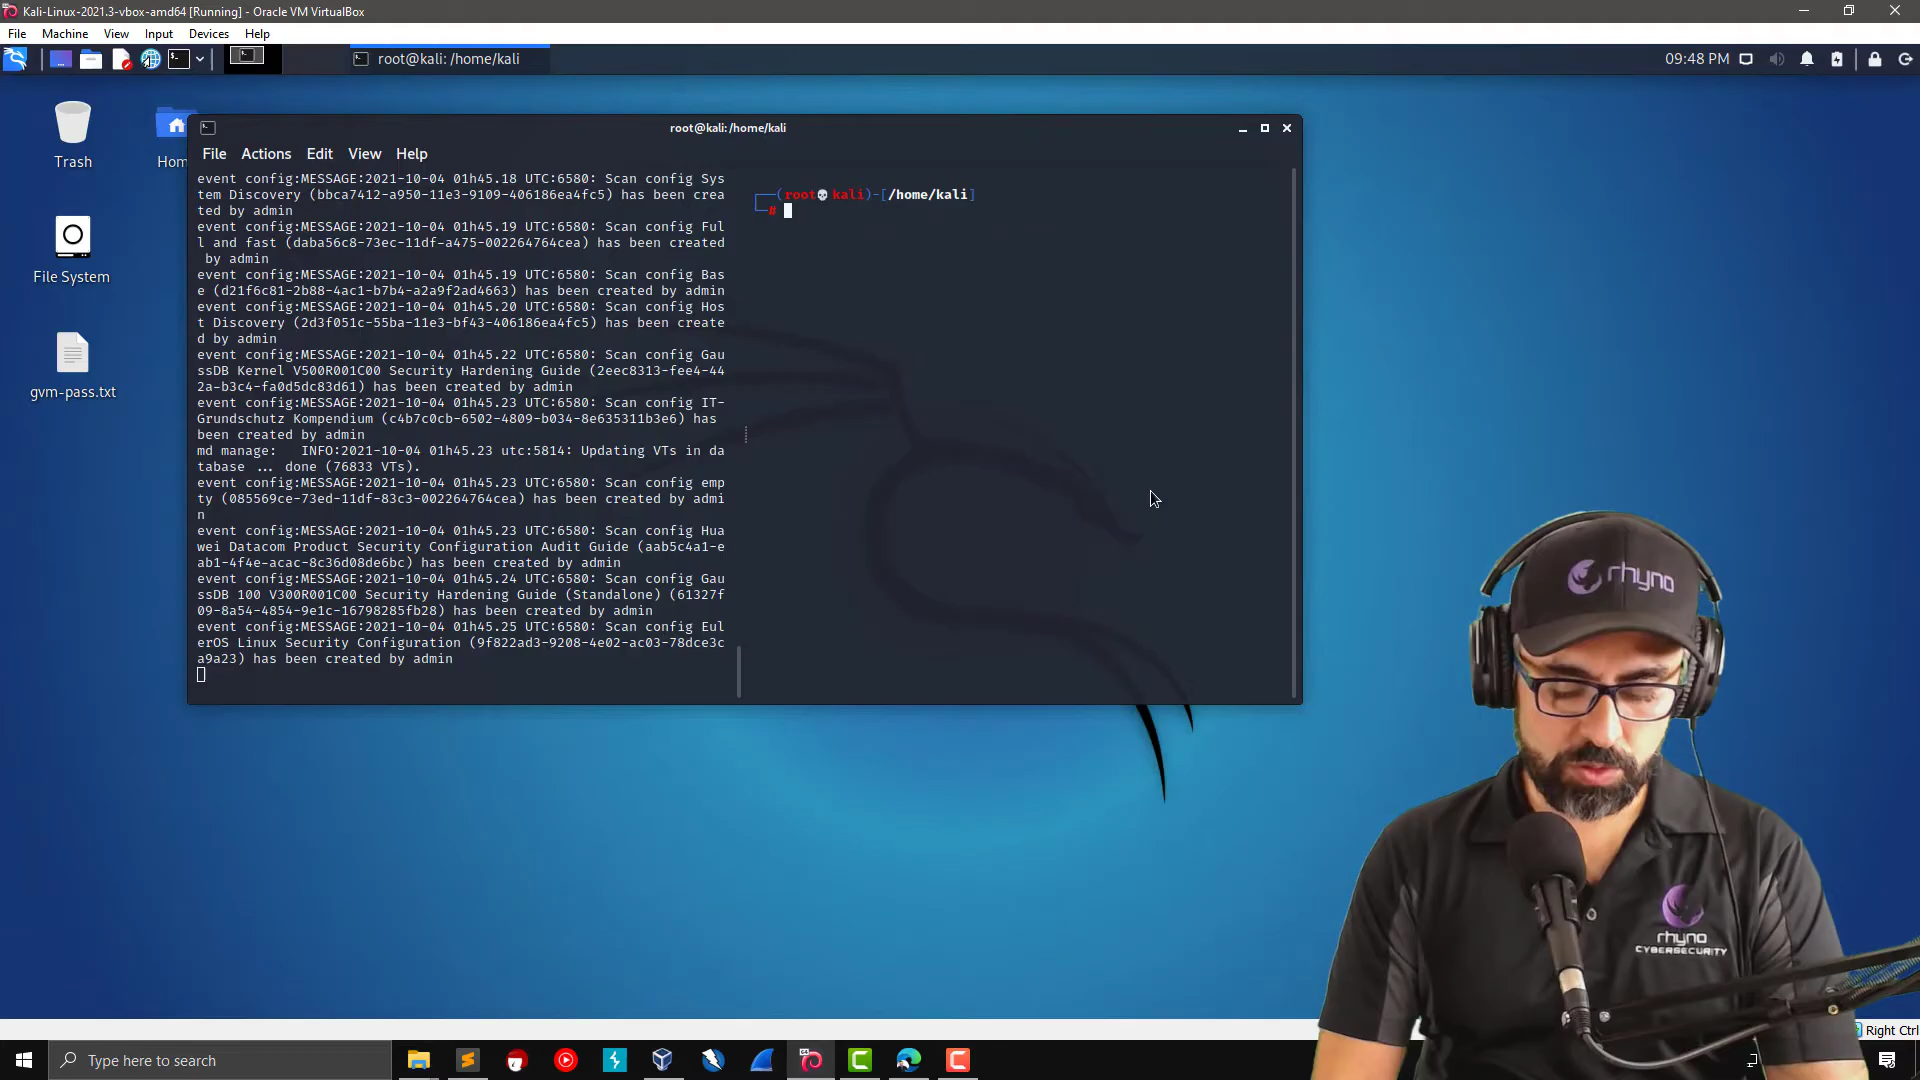 Kali-Linux-2021.3-vbox-amd64 [Running] - Oracle VM VirtualBox
File Machine View Input Devices Help
root@kali: /home/kali
09:48 PM
Trash
Home
File System
gvm-pass.txt
root@kali:/home/kali
File Actions Edit View Help
event config:MESSAGE:2021-10-04 01h45.18 UTC:6580: Scan config Sys
tem Discovery (bbca7412-a950-11e3-9109-406186ea4fc5) has been crea
ted by admin
event config:MESSAGE:2021-10-04 01h45.19 UTC:6580: Scan config Ful
l and fast (daba56c8-73ec-11df-a475-002264764cea) has been created
 by admin
event config:MESSAGE:2021-10-04 01h45.19 UTC:6580: Scan config Bas
e (d21f6c81-2b88-4ac1-b7b4-a2a9f2ad4663) has been created by admin
event config:MESSAGE:2021-10-04 01h45.20 UTC:6580: Scan config Hos
t Discovery (2d3f051c-55ba-11e3-bf43-406186ea4fc5) has been create
d by admin
event config:MESSAGE:2021-10-04 01h45.22 UTC:6580: Scan config Gau
ssDB Kernel V500R001C00 Security Hardening Guide (2eec8313-fee4-44
2a-b3c4-fa0d5dc83d61) has been created by admin
event config:MESSAGE:2021-10-04 01h45.23 UTC:6580: Scan config IT-
Grundschutz Kompendium (c4b7c0cb-6502-4809-b034-8e635311b3e6) has
been created by admin
md manage:   INFO:2021-10-04 01h45.23 utc:5814: Updating VTs in da
tabase ... done (76833 VTs).
event config:MESSAGE:2021-10-04 01h45.23 UTC:6580: Scan config emp
ty (085569ce-73ed-11df-83c3-002264764cea) has been created by admi
n
event config:MESSAGE:2021-10-04 01h45.23 UTC:6580: Scan config Hua
wei Datacom Product Security Configuration Audit Guide (aab5c4a1-e
ab1-4f4e-acac-8c36d08de6bc) has been created by admin
event config:MESSAGE:2021-10-04 01h45.24 UTC:6580: Scan config Gau
ssDB 100 V300R001C00 Security Hardening Guide (Standalone) (61327f
09-8a54-4854-9e1c-16798285fb28) has been created by admin
event config:MESSAGE:2021-10-04 01h45.25 UTC:6580: Scan config Eul
erOS Linux Security Configuration (9f822ad3-9208-4e02-ac03-78dce3c
a9a23) has been created by admin
(root💀kali)-[/home/kali]
#
rhyno
rhyno
CYBERSECURITY
Right Ctrl
Type here to search